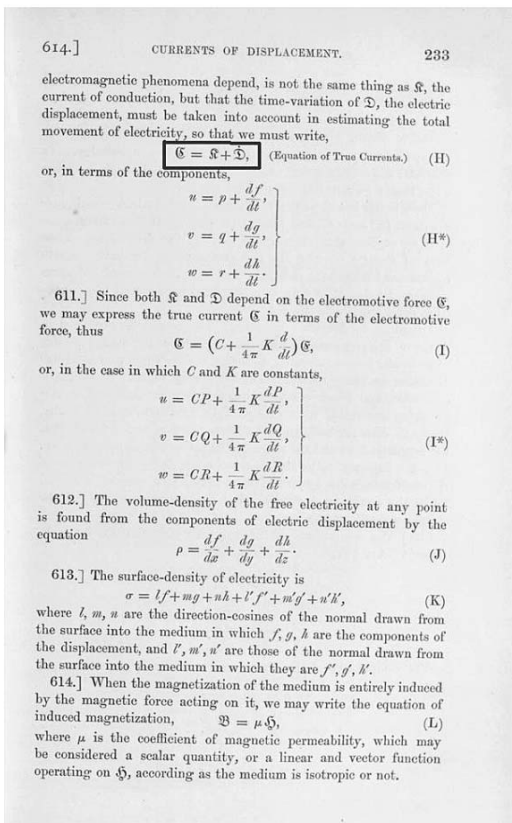 614.] CURRENTS OF DISPLACEMENT. 233
electromagnetic phenomena depend, is not the same thing as 𝔎, the
current of conduction, but that the time-variation of 𝔇, the electric
displacement, must be taken into account in estimating the total
movement of electricity, so that we must write,
ℭ = 𝔎 + 𝔇̇, (Equation of True Currents.) (H)
or, in terms of the components,
u = p + df/dt,
v = q + dg/dt, (H*)
w = r + dh/dt.
611.] Since both 𝔎 and 𝔇 depend on the electromotive force 𝔈,
we may express the true current ℭ in terms of the electromotive
force, thus
ℭ = (C + 1/4π K d/dt) 𝔈, (I)
or, in the case in which C and K are constants,
u = CP + 1/4π K dP/dt,
v = CQ + 1/4π K dQ/dt, (I*)
w = CR + 1/4π K dR/dt.
612.] The volume-density of the free electricity at any point
is found from the components of electric displacement by the
equation
ρ = df/dx + dg/dy + dh/dz. (J)
613.] The surface-density of electricity is
σ = lf + mg + nh + l′f′ + m′g′ + n′h′, (K)
where l, m, n are the direction-cosines of the normal drawn from
the surface into the medium in which f, g, h are the components of
the displacement, and l′, m′, n′ are those of the normal drawn from
the surface into the medium in which they are f′, g′, h′.
614.] When the magnetization of the medium is entirely induced
by the magnetic force acting on it, we may write the equation of
induced magnetization, 𝔅 = μℌ, (L)
where μ is the coefficient of magnetic permeability, which may
be considered a scalar quantity, or a linear and vector function
operating on ℌ, according as the medium is isotropic or not.